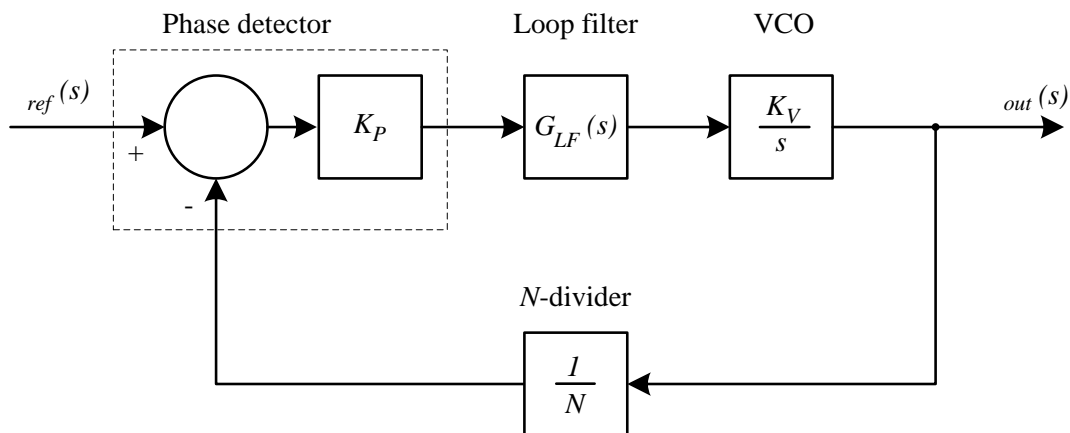 Phase detector
Loop filter
VCO
ref (s)
+
-
K_P
G_LF (s)
K_V
s
out (s)
N-divider
1
N